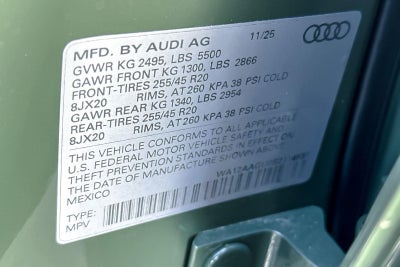 MFD. BY AUDI AG 11/25
GVWR KG 2495, LBS 5500
GAWR FRONT KG 1300, LBS 2866
FRONT-TIRES 255/45 R20
8JX20 RIMS, AT 260 KPA 38 PSI COLD
GAWR REAR KG 1340, LBS 2954
REAR-TIRES 255/45 R20
8JX20 RIMS, AT 260 KPA 38 PSI COLD
THIS VEHICLE CONFORMS TO ALL APPLICABLE
U.S. FEDERAL MOTOR VEHICLE SAFETY AND
THEFT PREVENTION STANDARDS IN EFFECT ON
THE DATE OF MANUFACTURE SHOWN ABOVE.
MEXICO
TYPE:
MPV